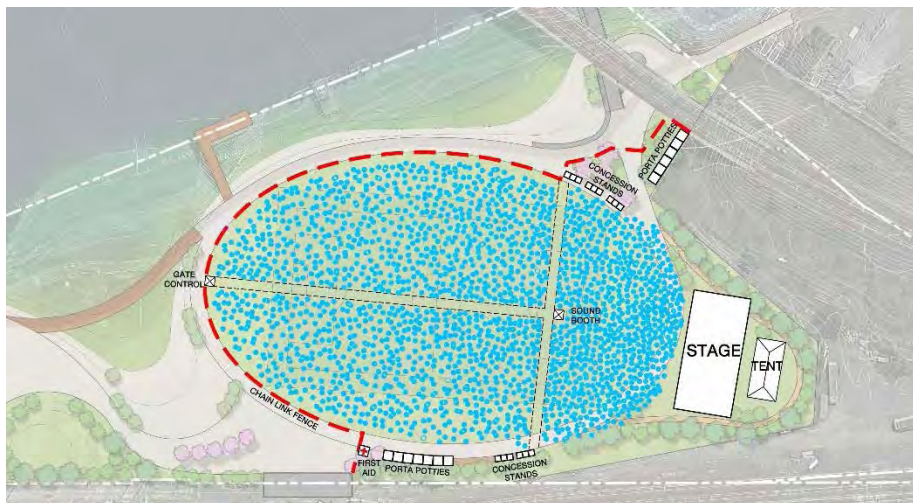 PORTA POTTIES
CONCESSION
STANDS
GATE
CONTROL
SOUND
BOOTH
STAGE
TENT
CHAIN LINK FENCE
FIRST
AID
PORTA POTTIES
CONCESSION
STANDS